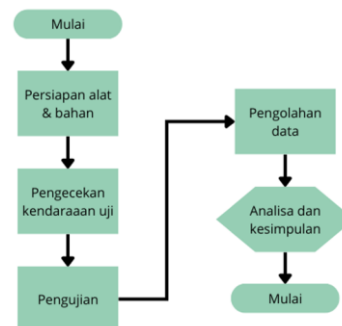 Mulai
Persiapan alat
& bahan
Pengecekan
kendaraaan uji
Pengujian
Pengolahan
data
Analisa dan
kesimpulan
Mulai